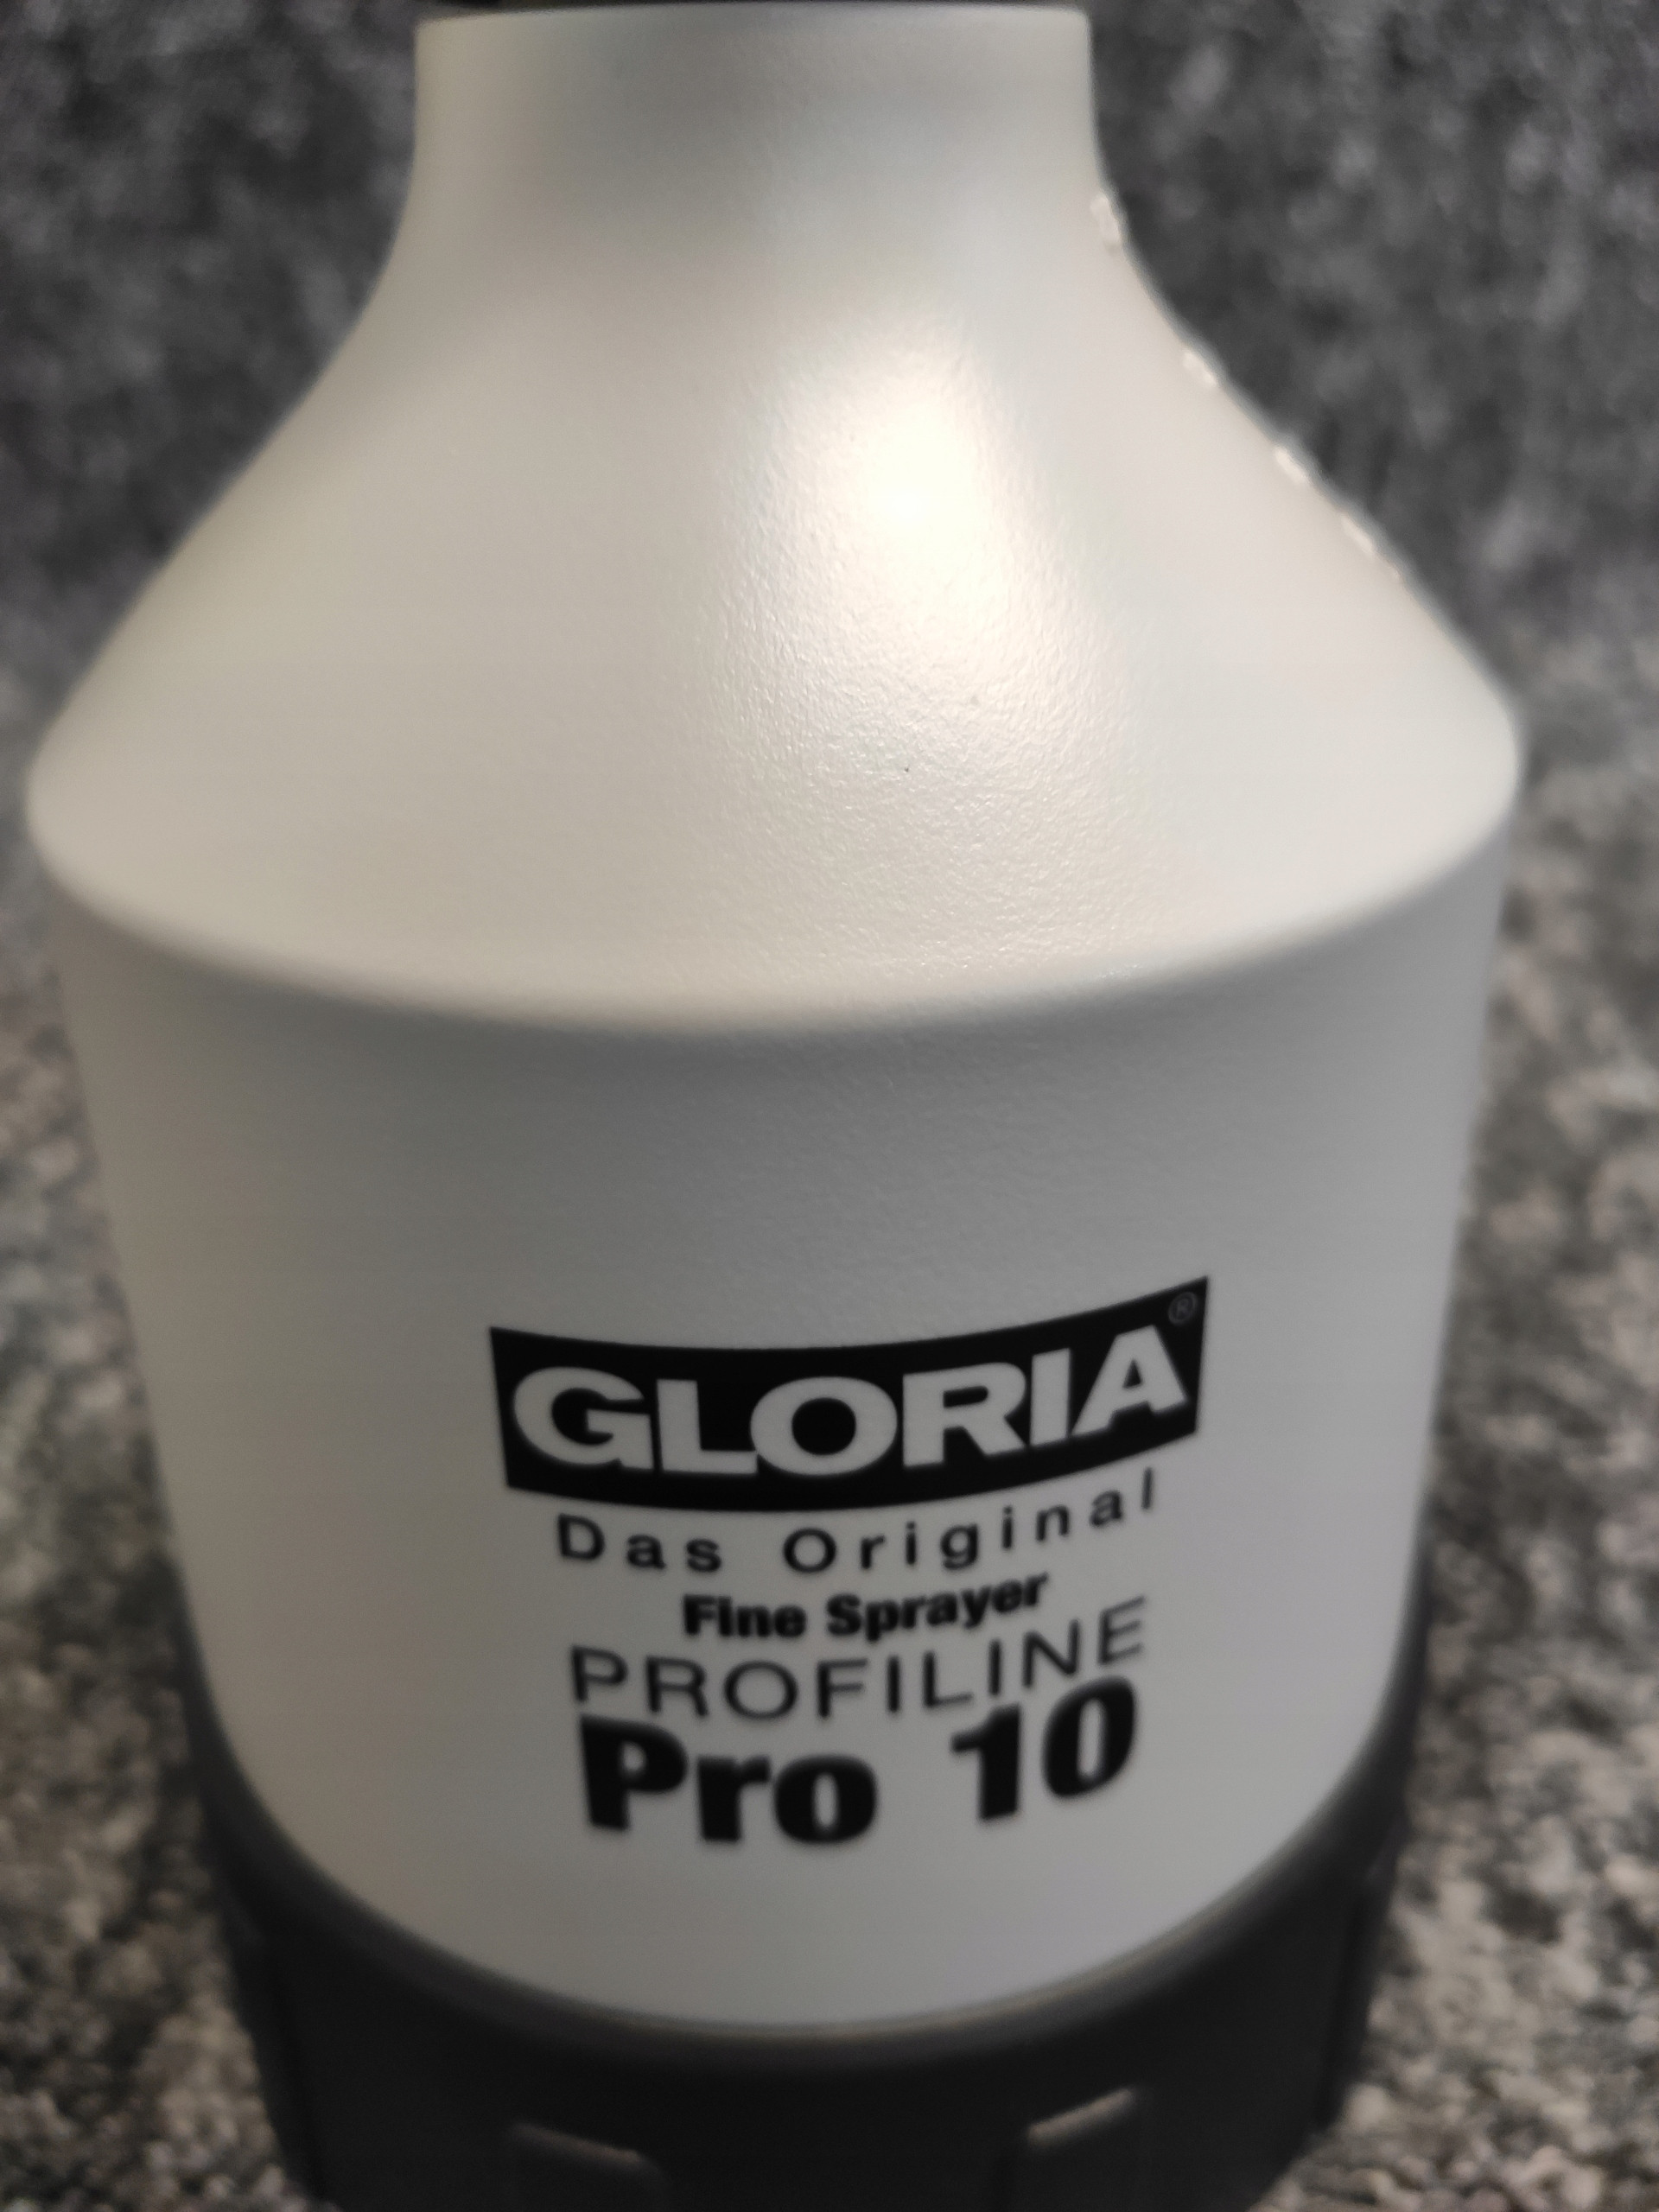 GLORIA®
Das Original
Fine Sprayer
PROFILINE
Pro 10